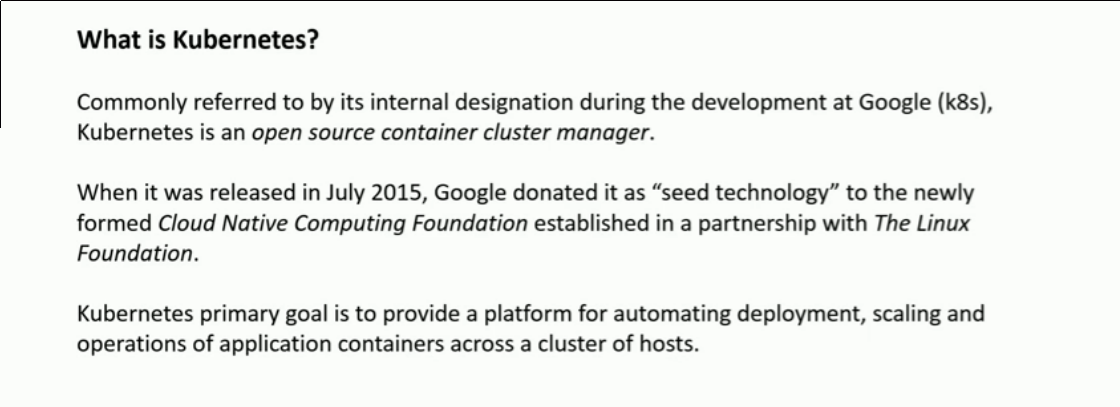 What is Kubernetes?
Commonly referred to by its internal designation during the development at Google (k8s),
Kubernetes is an open source container cluster manager.
When it was released in July 2015, Google donated it as “seed technology” to the newly
formed Cloud Native Computing Foundation established in a partnership with The Linux
Foundation.
Kubernetes primary goal is to provide a platform for automating deployment, scaling and
operations of application containers across a cluster of hosts.